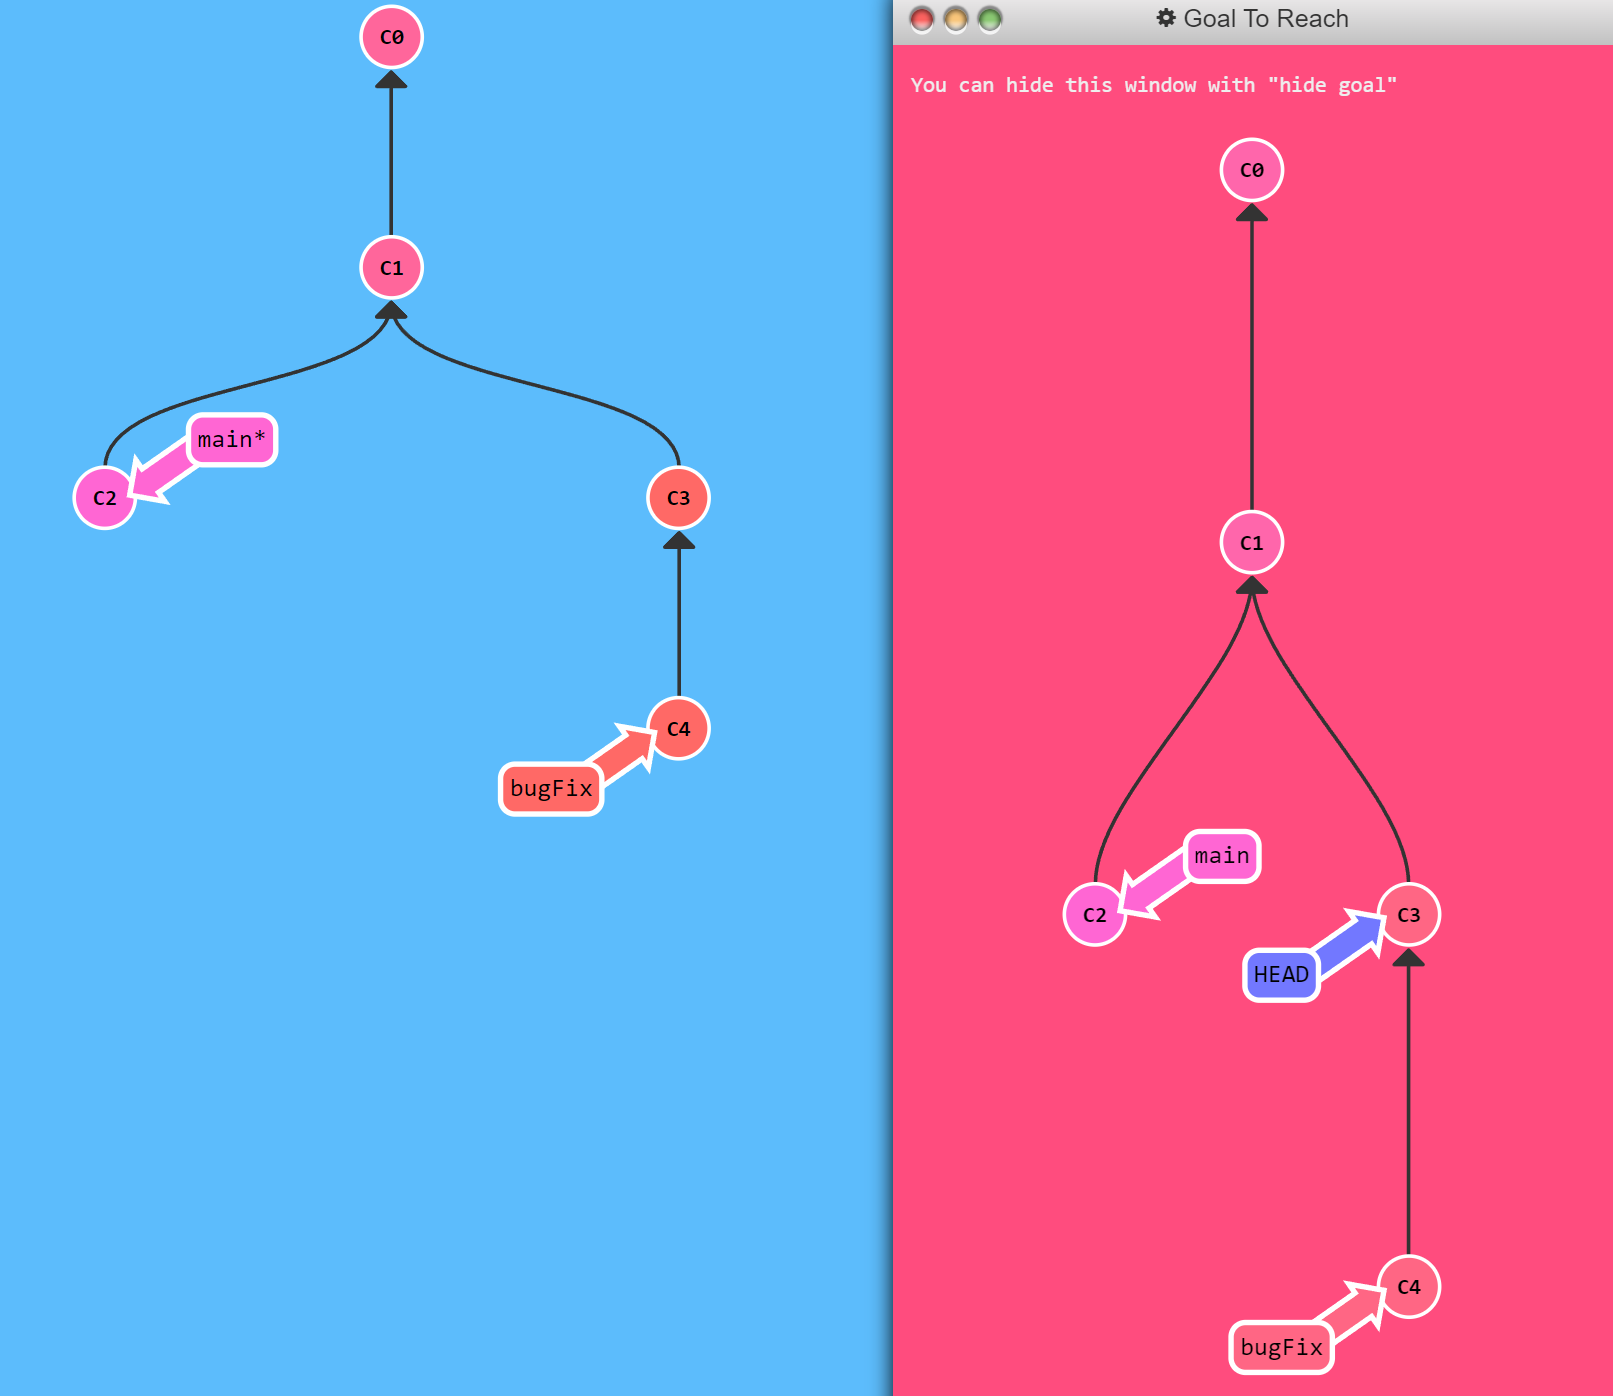 C0
C1
main*
C2
C3
C4
bugFix
Goal To Reach
You can hide this window with "hide goal"
C0
C1
main
C2
C3
HEAD
C4
bugFix